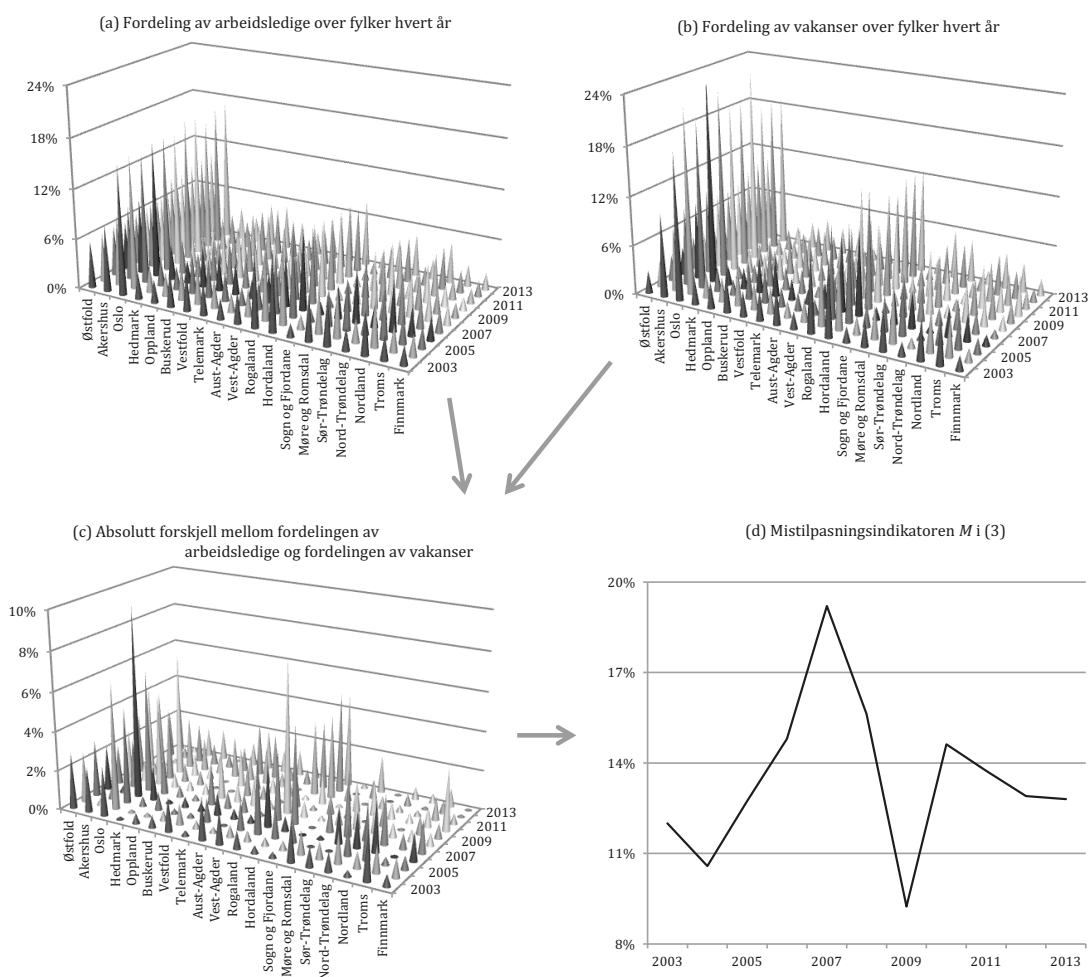 (a) Fordeling av arbeidsledige over fylker hvert år
24%
18%
12%
6%
0%
Østfold
Akershus
Oslo
Hedmark
Oppland
Buskerud
Vestfold
Telemark
Aust-Agder
Vest-Agder
Rogaland
Hordaland
Sogn og Fjordane
Møre og Romsdal
Sør-Trøndelag
Nord-Trøndelag
Nordland
Troms
Finnmark
2003
2005
2007
2009
2011
2013
(b) Fordeling av vakanser over fylker hvert år
24%
18%
12%
6%
0%
Østfold
Akershus
Oslo
Hedmark
Oppland
Buskerud
Vestfold
Telemark
Aust-Agder
Vest-Agder
Rogaland
Hordaland
Sogn og Fjordane
Møre og Romsdal
Sør-Trøndelag
Nord-Trøndelag
Nordland
Troms
Finnmark
2003
2005
2007
2009
2011
2013
(c) Absolutt forskjell mellom fordelingen av
arbeidsledige og fordelingen av vakanser
10%
8%
6%
4%
2%
0%
Østfold
Akershus
Oslo
Hedmark
Oppland
Buskerud
Vestfold
Telemark
Aust-Agder
Vest-Agder
Rogaland
Hordaland
Sogn og Fjordane
Møre og Romsdal
Sør-Trøndelag
Nord-Trøndelag
Nordland
Troms
Finnmark
2003
2005
2007
2009
2011
2013
(d) Mistilpasningsindikatoren M i (3)
20%
17%
14%
11%
8%
2003
2005
2007
2009
2011
2013